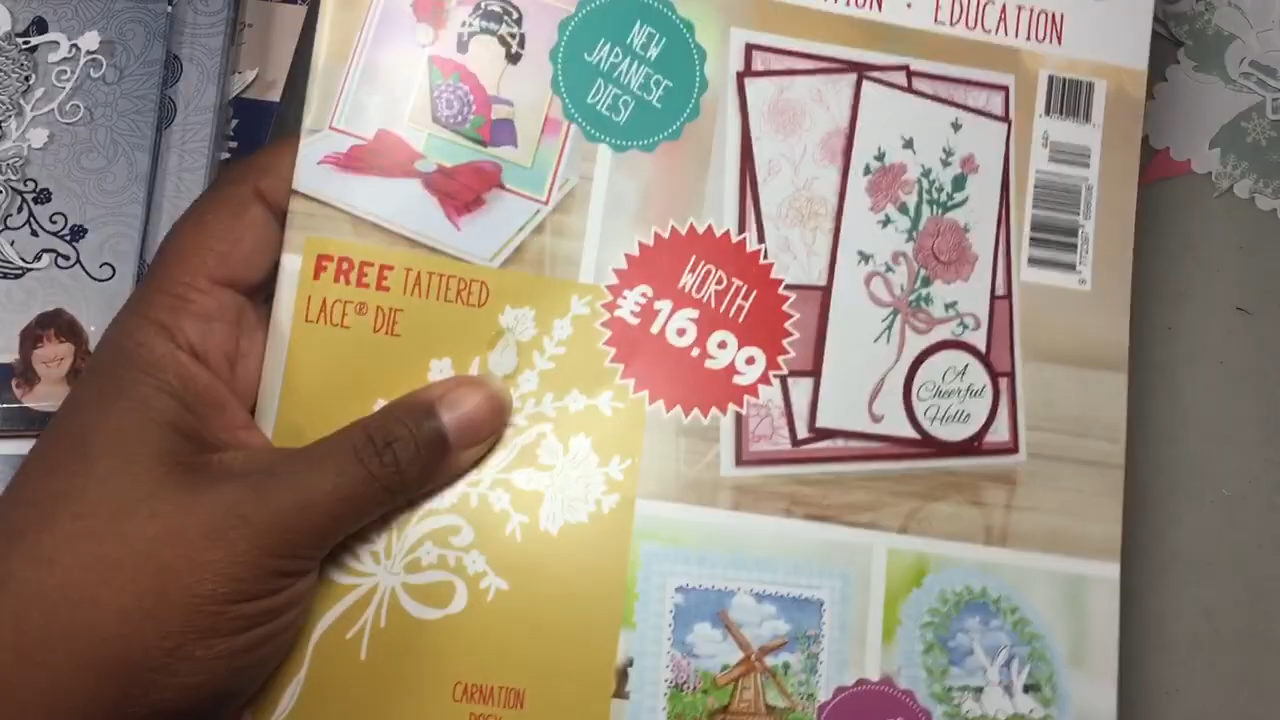 EDUCATION
NEW
JAPANESE
DIES!
FREE TATTERED
LACE® DIE
WORTH
£16.99
A
Cheerful
Hello
CARNATION